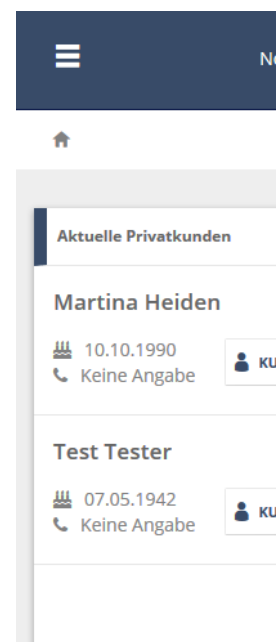 Aktuelle Privatkunden
Martina Heiden
10.10.1990
Keine Angabe
Test Tester
07.05.1942
Keine Angabe